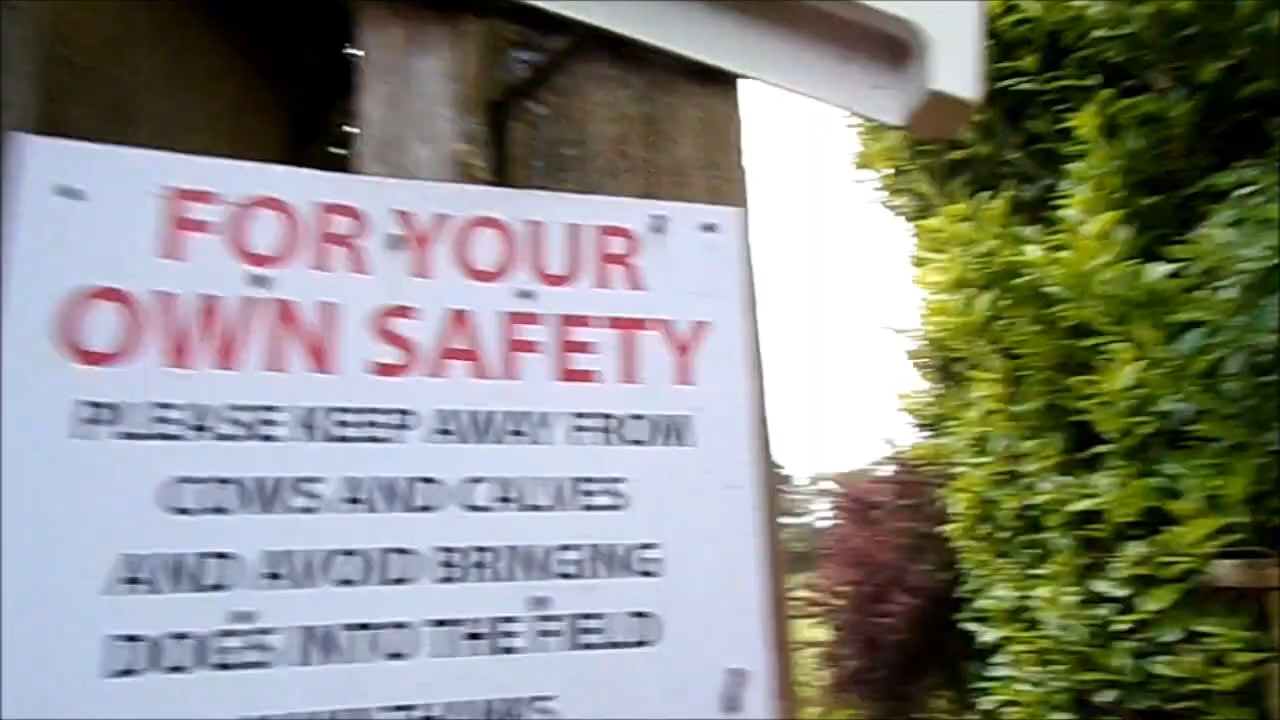 FOR YOUR
OWN SAFETY
PLEASE KEEP AWAY FROM
COWS AND CALVES
AND AVOID BRINGING
DOGS INTO THE FIELD